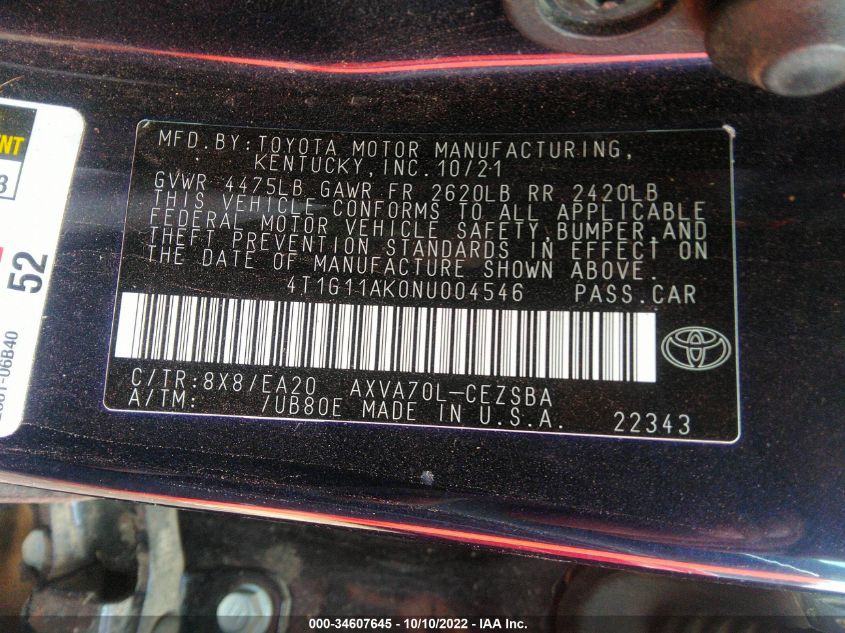 MFD.BY:TOYOTA MOTOR MANUFACTURING,
KENTUCKY,INC.10/21
GVWR 4475LB GAWR FR 2620LB RR 2420LB
THIS VEHICLE CONFORMS TO ALL APPLICABLE
FEDERAL MOTOR VEHICLE SAFETY,BUMPER,AND
THEFT PREVENTION STANDARDS IN EFFECT ON
THE DATE OF MANUFACTURE SHOWN ABOVE.
4T1G11AK0NU004546 PASS.CAR
C/TR:8X8/EA20 AXVA70L-CEZSBA
A/TM: 7UB80E MADE IN U.S.A. 22343
52
06B40
000-34607645 - 10/10/2022 - IAA Inc.